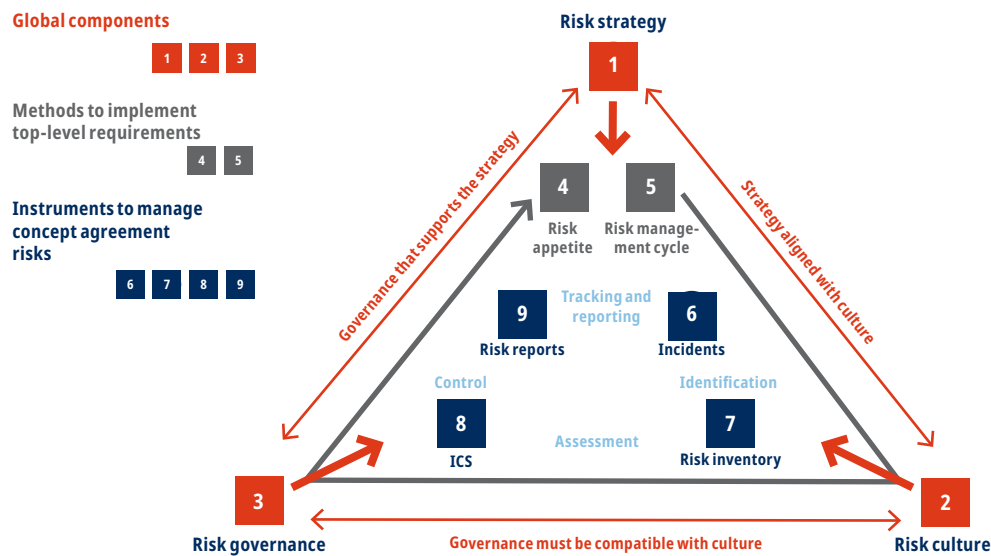 Global components
1 2 3
Methods to implement
top-level requirements
4 5
Instruments to manage
concept agreement
risks
6 7 8 9
Risk strategy
1
Governance that supports the strategy
Strategy aligned with culture
4 5
Risk
appetite
Risk manage-
ment cycle
Tracking and
reporting
9
Risk reports
6
Incidents
Control
Identification
8
ICS
Assessment
7
Risk inventory
3
Risk governance
2
Risk culture
Governance must be compatible with culture